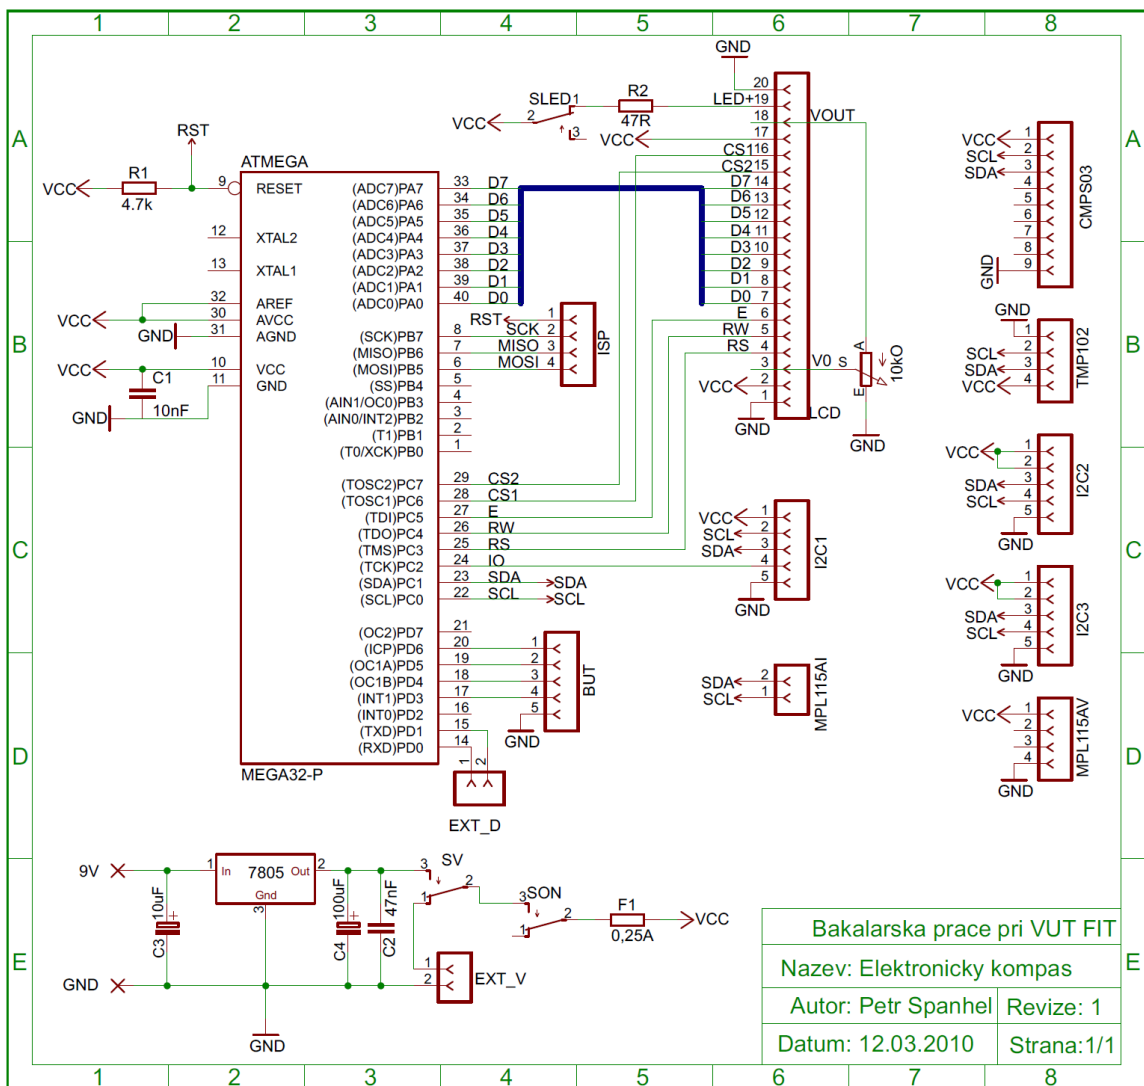 1 2 3 4 5 6 7 8
A
B
C
D
E
A
B
C
D
E
RST
VCC
R1
4.7k
ATMEGA
9 RESET
12 XTAL2
13 XTAL1
32 AREF
30 AVCC
31 AGND
10 VCC
11 GND
VCC
GND
VCC
C1
10nF
GND
(ADC7)PA7 33 D7
(ADC6)PA6 34 D6
(ADC5)PA5 35 D5
(ADC4)PA4 36 D4
(ADC3)PA3 37 D3
(ADC2)PA2 38 D2
(ADC1)PA1 39 D1
(ADC0)PA0 40 D0
(SCK)PB7 8
(MISO)PB6 7
(MOSI)PB5 6
(SS)PB4 5
(AIN1/OC0)PB3 4
(AIN0/INT2)PB2 3
(T1)PB1 2
(T0/XCK)PB0 1
(TOSC2)PC7 29 CS2
(TOSC1)PC6 28 CS1
(TDI)PC5 27 E
(TDO)PC4 26 RW
(TMS)PC3 25 RS
(TCK)PC2 24 IO
(SDA)PC1 23 SDA SDA
(SCL)PC0 22 SCL SCL
(OC2)PD7 21
(ICP)PD6 20
(OC1A)PD5 19
(OC1B)PD4 18
(INT1)PD3 17
(INT0)PD2 16
(TXD)PD1 15
(RXD)PD0 14
MEGA32-P
RST 1
SCK 2
MISO 3
MOSI 4
ISP
1
2
3
4
5
BUT
GND
1 2
EXT_D
VCC
2
SLED
1
3
R2
47R
VCC
GND
20
LED+ 19
18 VOUT
17
CS1 16
CS2 15
D7 14
D6 13
D5 12
D4 11
D3 10
D2 9
D1 8
D0 7
E 6
RW 5
RS 4
3 V0
VCC 2
1
GND
LCD
A
S
E
10kO
GND
VCC 1
SCL 2
SDA 3
4
5
I2C1
GND
SDA 2
SCL 1
MPL115AI
VCC 1
SCL 2
SDA 3
4
5
6
7
8
9
GND
CMPS03
GND
1
SCL 2
SDA 3
VCC 4
TMP102
VCC 1
2
SDA 3
SCL 4
5
GND
I2C2
VCC 1
2
SDA 3
SCL 4
5
GND
I2C3
VCC 1
2
3
4
GND
MPL115AV
9V
GND
C3
10uF
+
1 In 7805 Out 2
Gnd
3
GND
C4
100uF
+
C2
47nF
3
SV
1
2
1
2
EXT_V
3
SON
1
2
F1
0,25A
VCC
Bakalarska prace pri VUT FIT
Nazev: Elektronicky kompas
Autor: Petr Spanhel Revize: 1
Datum: 12.03.2010 Strana:1/1
1 2 3 4 5 6 7 8